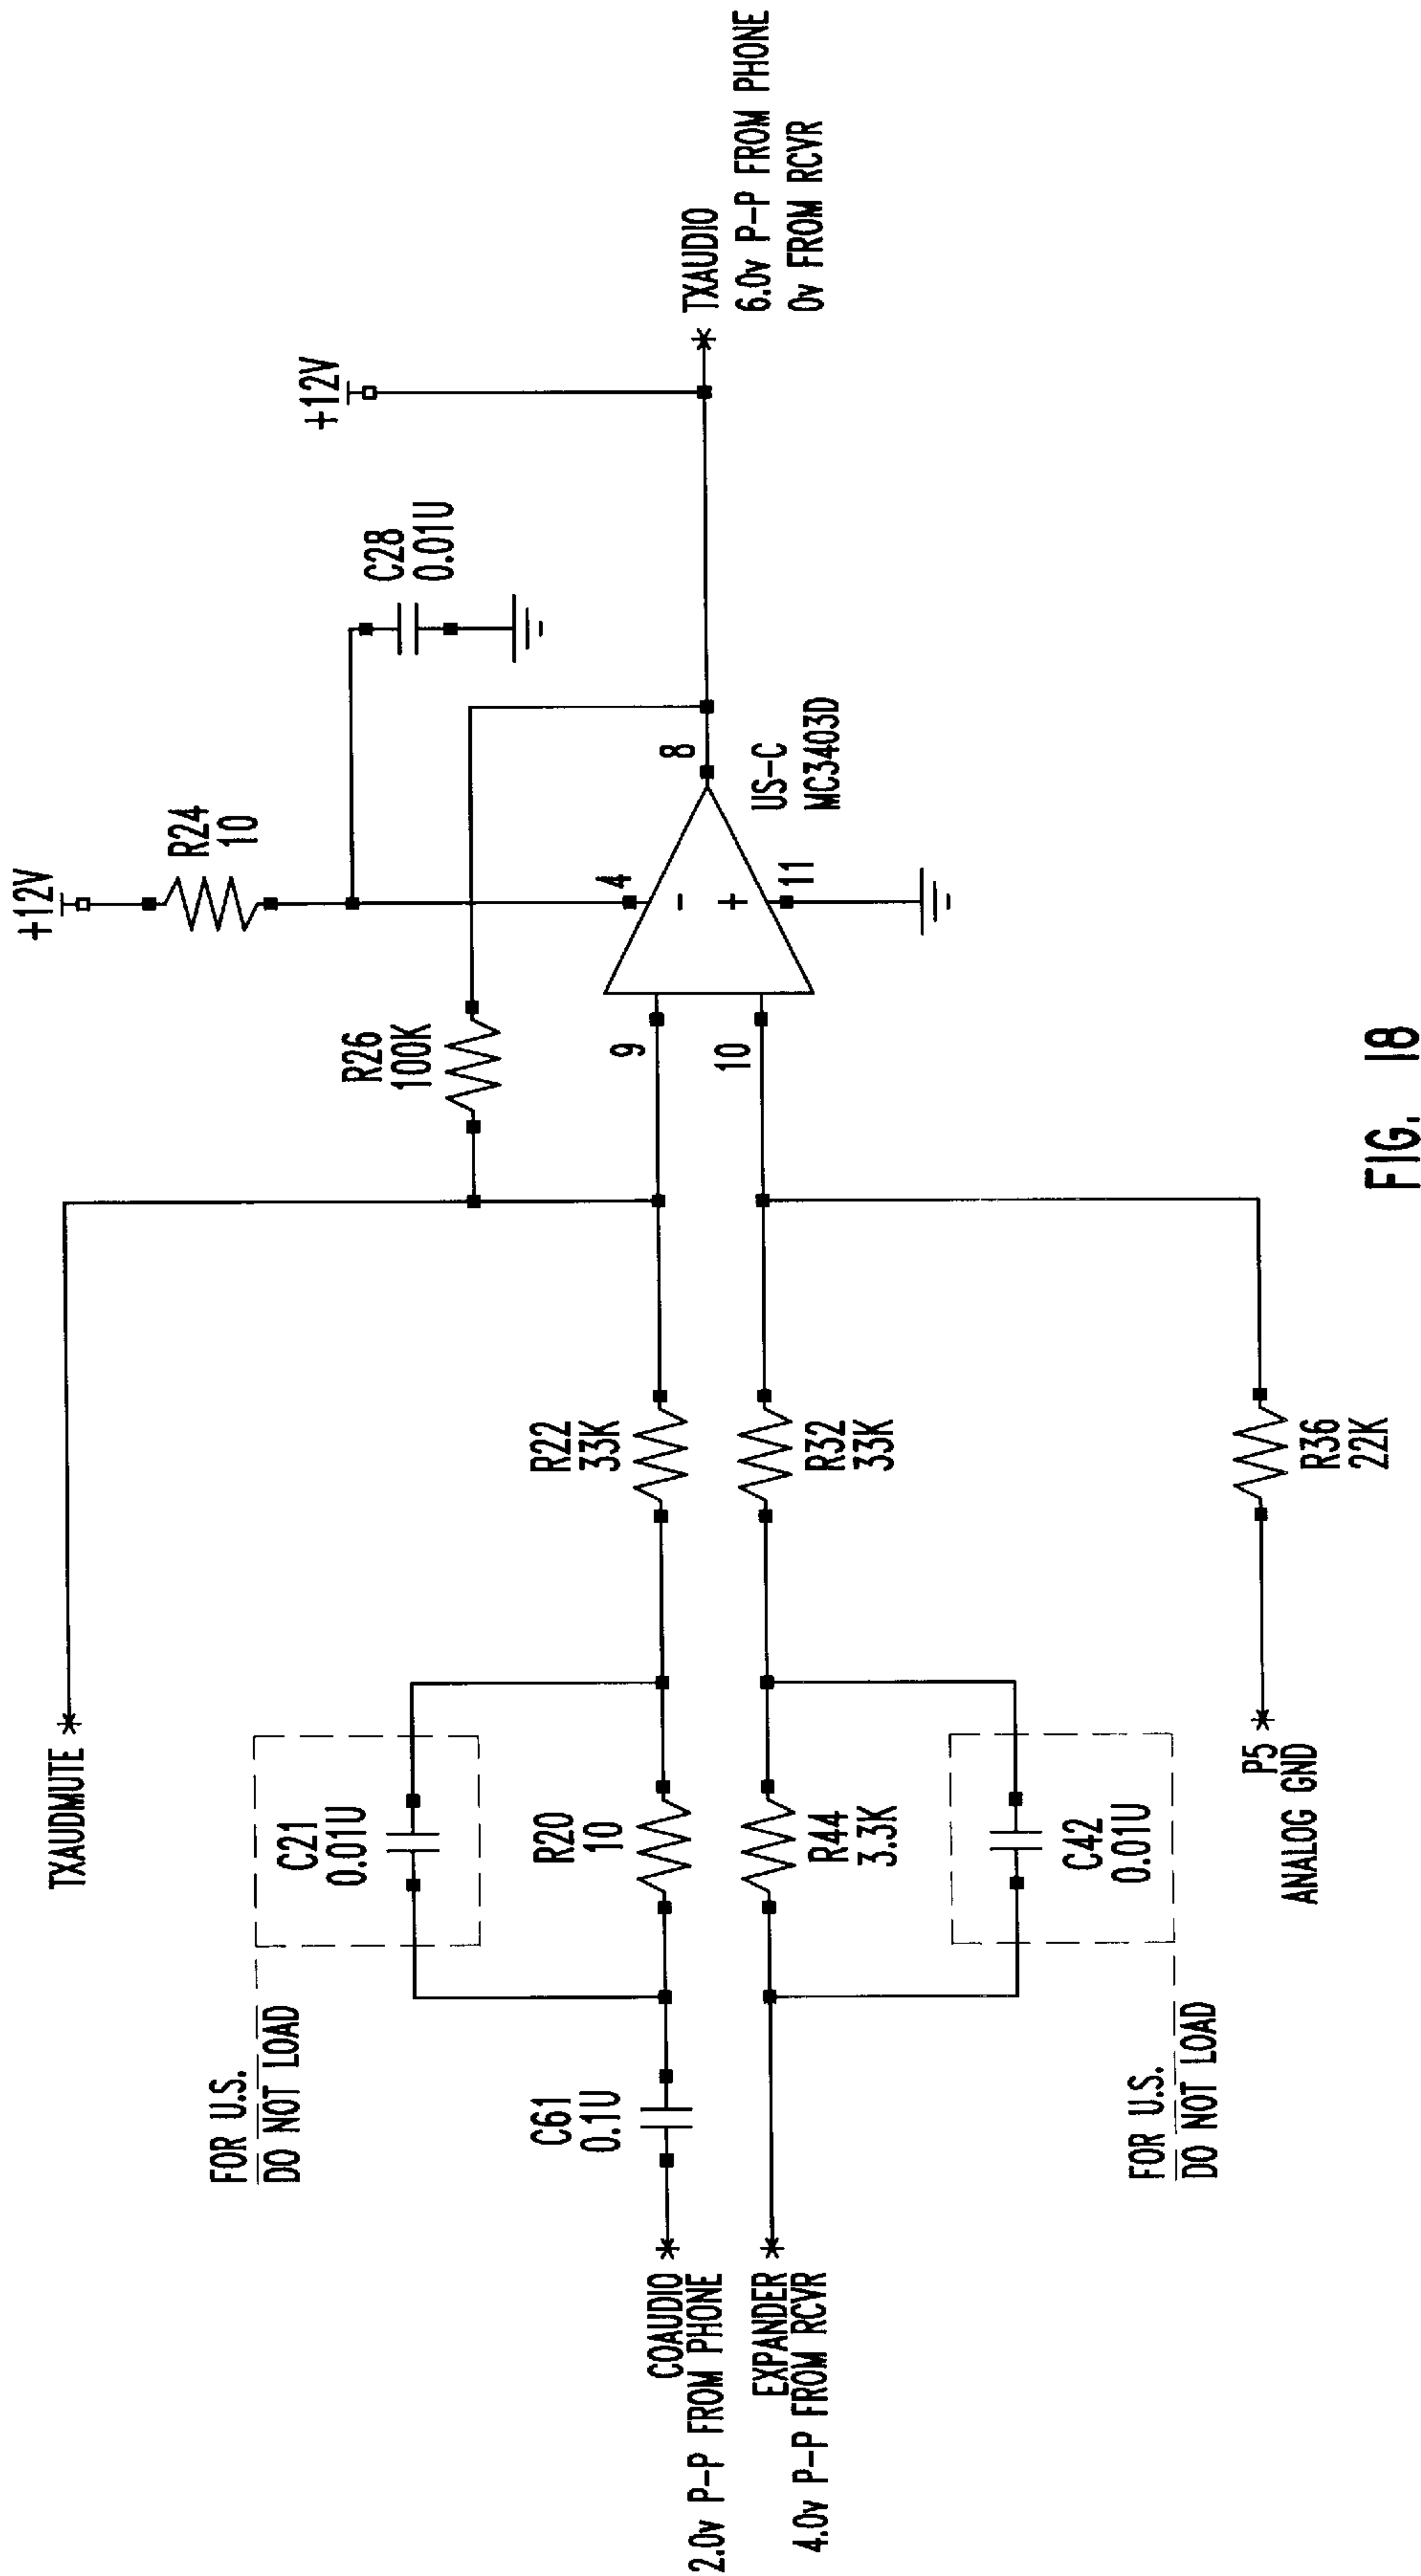 +12V
R24
10
C28
0.01U
+12V
R26
100K
TXAUDMUTE
FOR U.S.
DO NOT LOAD
C21
0.01U
4
9
8
10
11
US-C
MC3403D
TXAUDIO
6.0v P-P FROM PHONE
0v FROM RCVR
COAUDIO
2.0v P-P FROM PHONE
C61
0.1U
R20
10
R22
33K
EXPANDER
4.0v P-P FROM RCVR
R44
3.3K
R32
33K
FOR U.S.
DO NOT LOAD
C42
0.01U
P5
ANALOG GND
R36
22K
-
+
FIG. 18